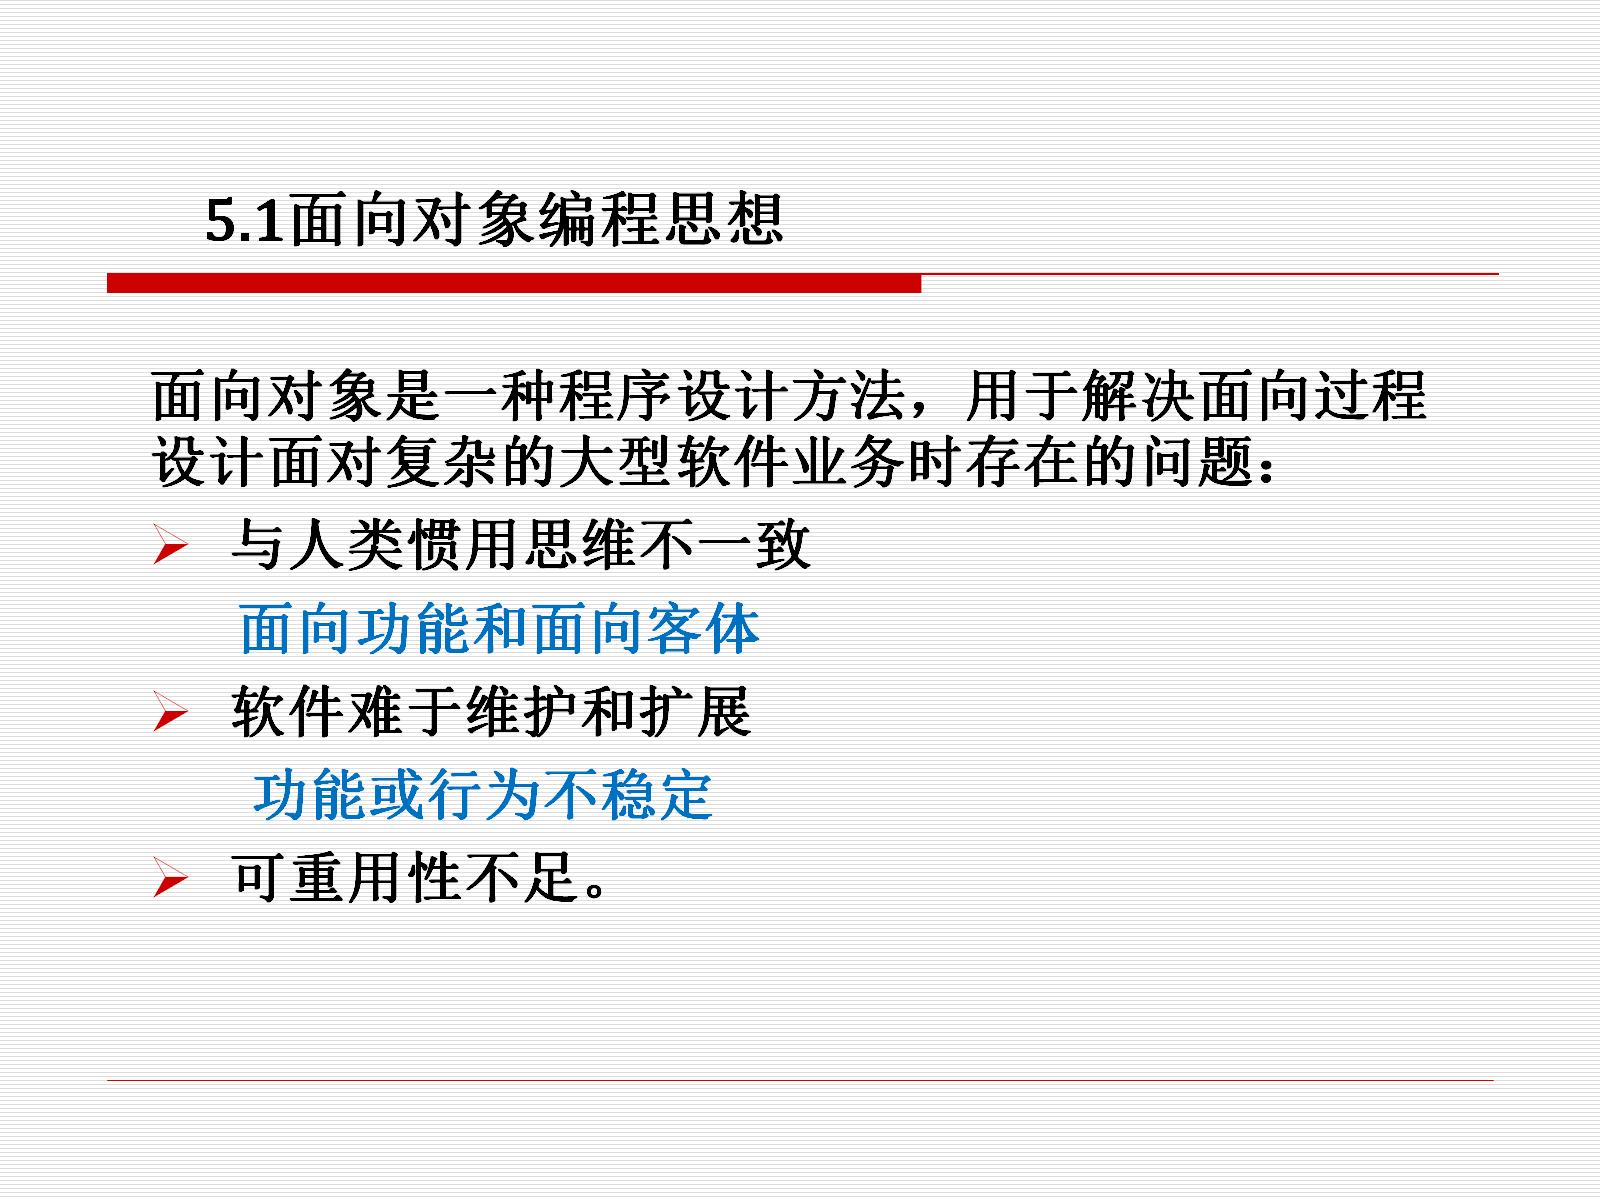 5.1面向对象编程思想
面向对象是一种程序设计方法，用于解决面向过程
设计面对复杂的大型软件业务时存在的问题：
与人类惯用思维不一致
面向功能和面向客体
软件难于维护和扩展
功能或行为不稳定
可重用性不足。